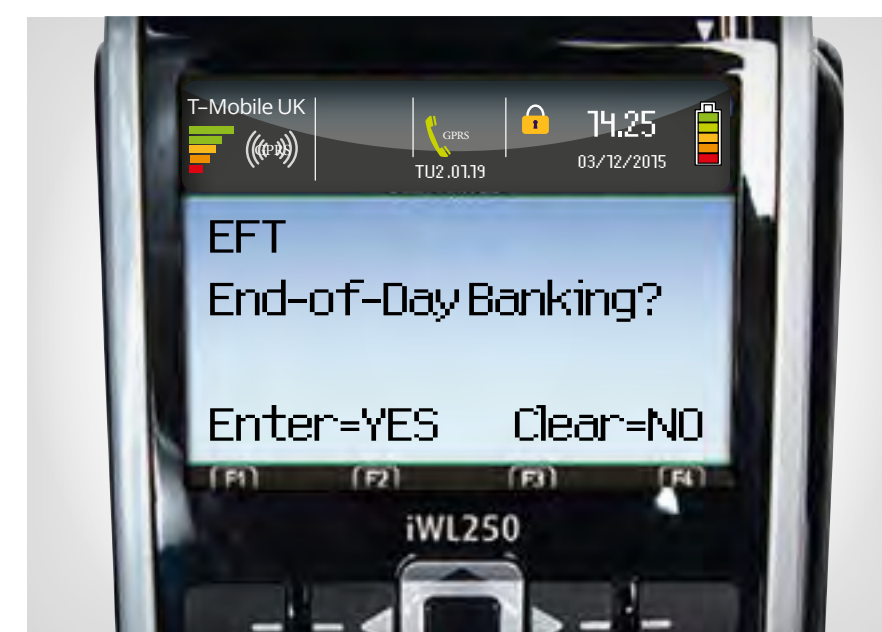 T-Mobile UK
GPRS
GPRS
TU2.01.19
14.25
03/12/2015
EFT
End-of-Day Banking?
Enter=YES Clear=NO
F1 F2 F3 F4
iWL250